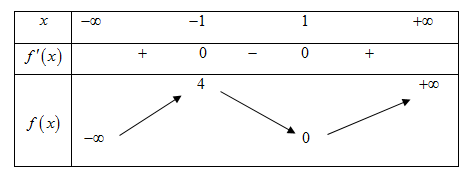 x −∞ −1 1 +∞
f'(x) + 0 − 0 +
4 +∞
f(x)
−∞ 0